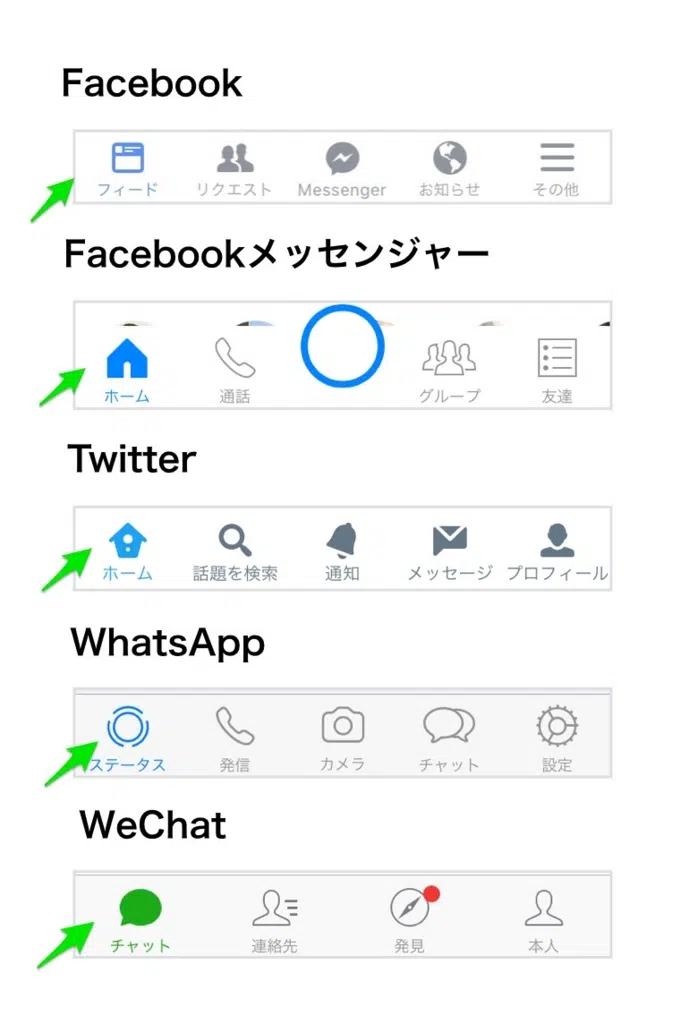 Facebook
フィード リクエスト Messenger お知らせ その他
Facebookメッセンジャー
ホーム 通話 グループ 友達
Twitter
ホーム 話題を検索 通知 メッセージ プロフィール
WhatsApp
ステータス 発信 カメラ チャット 設定
WeChat
チャット 連絡先 発見 本人